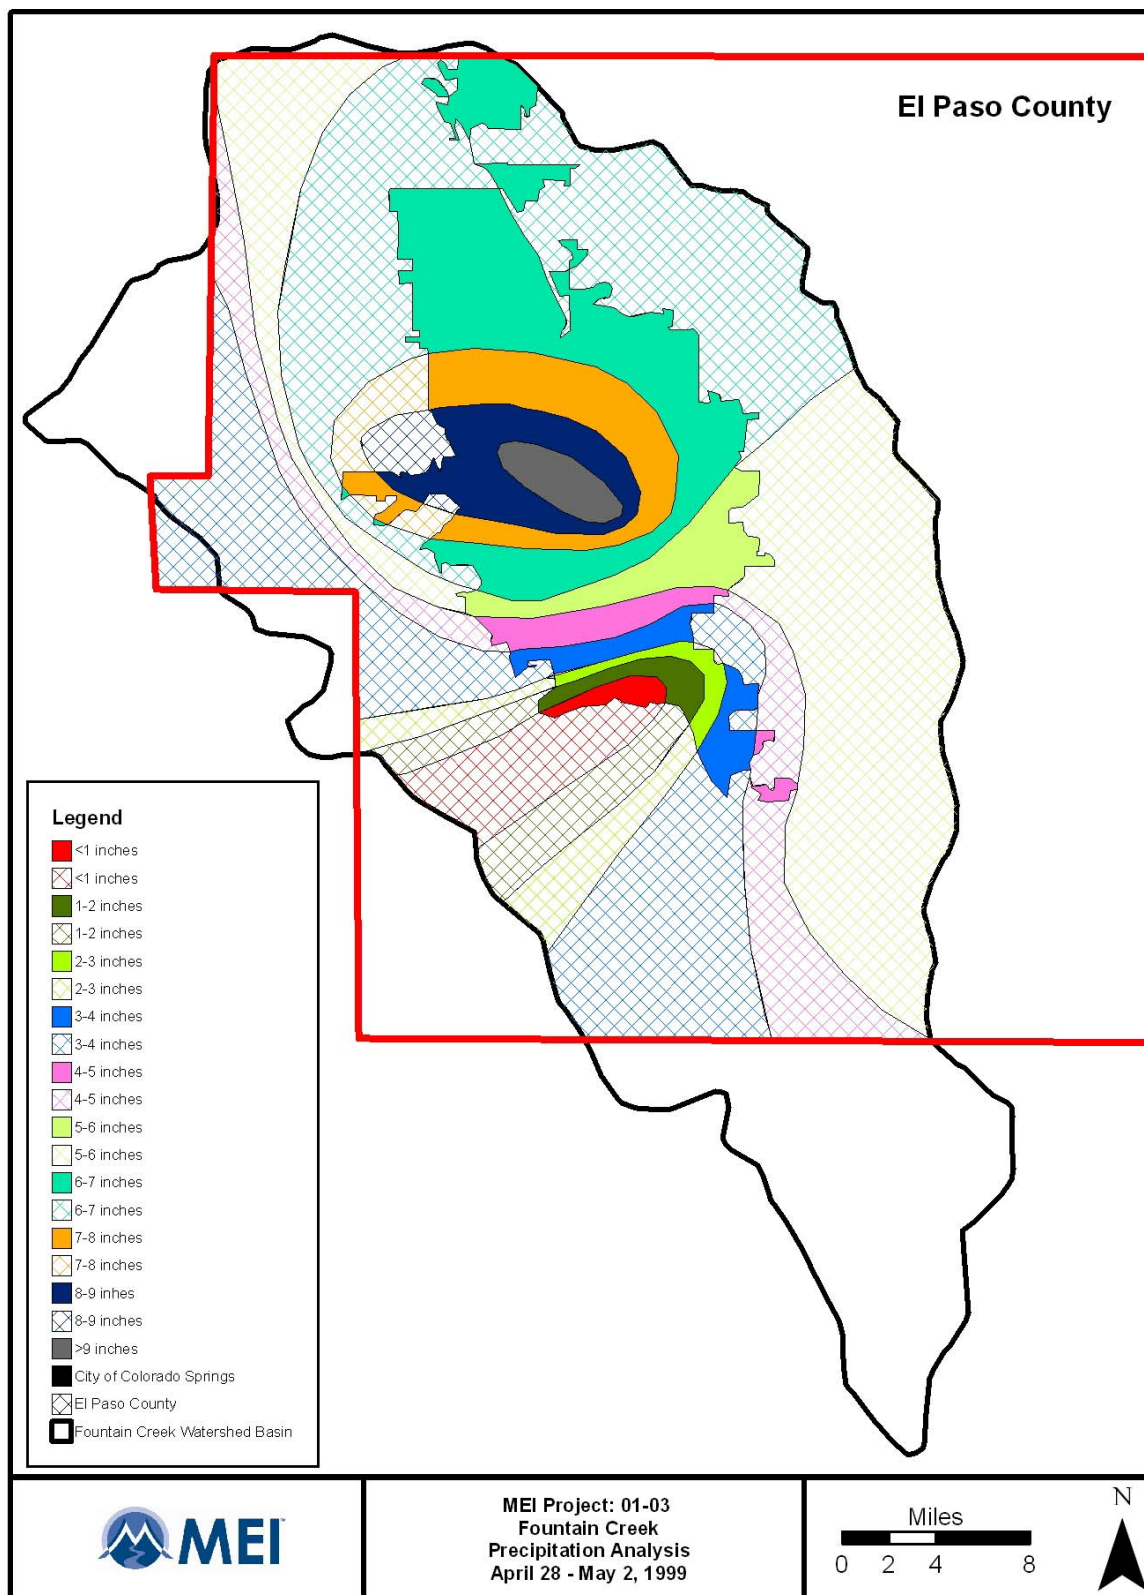 El Paso County
Legend
<1 inches
<1 inches
1-2 inches
1-2 inches
2-3 inches
2-3 inches
3-4 inches
3-4 inches
4-5 inches
4-5 inches
5-6 inches
5-6 inches
6-7 inches
6-7 inches
7-8 inches
7-8 inches
8-9 inhes
8-9 inches
>9 inches
City of Colorado Springs
El Paso County
Fountain Creek Watershed Basin
MEI™
MEI Project: 01-03
Fountain Creek
Precipitation Analysis
April 28 - May 2, 1999
Miles
0 2 4 8
N